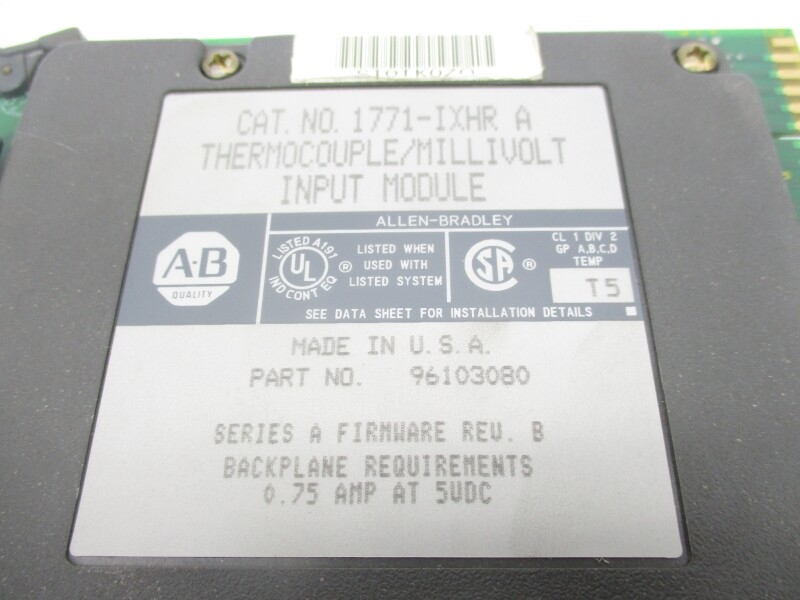 CAT. NO. 1771-IXHR A
THERMOCOUPLE/MILLIVOLT
INPUT MODULE
ALLEN-BRADLEY
A-B
QUALITY
LISTED A191
UL
IND CONT EQ
®
LISTED WHEN
USED WITH
LISTED SYSTEM
SA
®
CL 1 DIV 2
GP A,B,C,D
TEMP
T5
SEE DATA SHEET FOR INSTALLATION DETAILS
MADE IN U.S.A.
PART NO. 96103080
SERIES A FIRMWARE REV. B
BACKPLANE REQUIREMENTS
0.75 AMP AT 5VDC